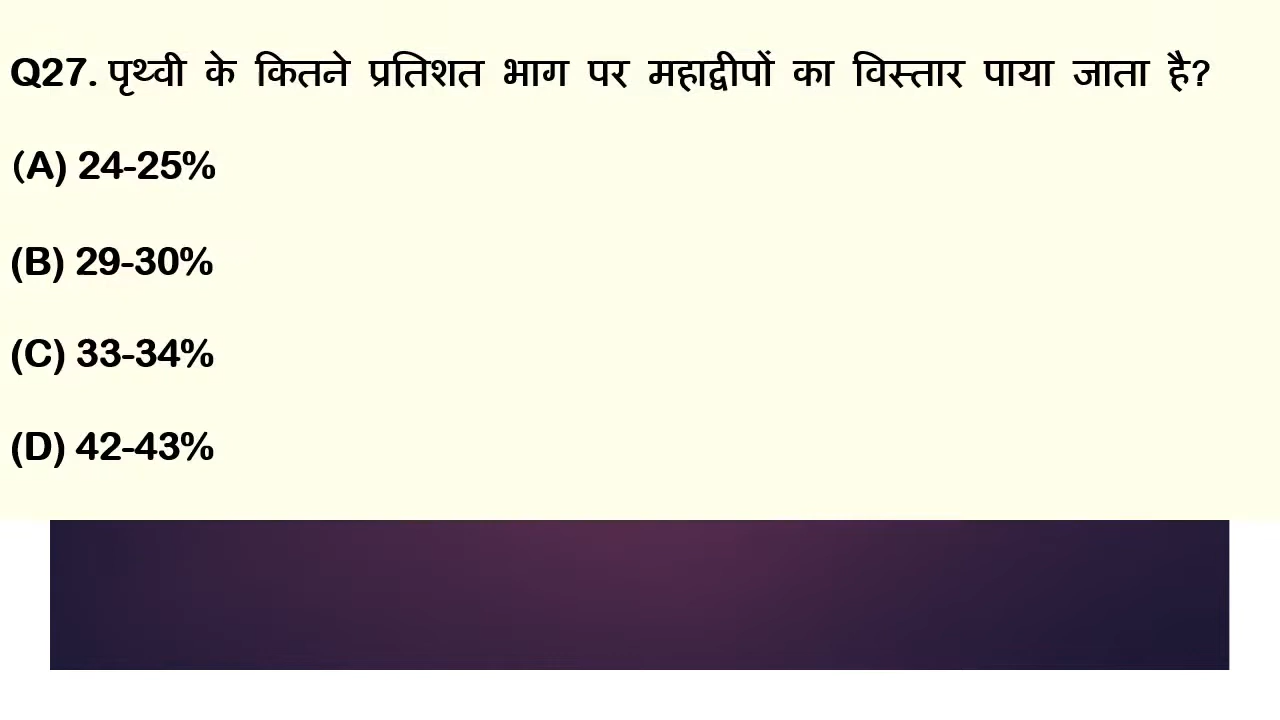 Q27. पृथ्वी के कितने प्रतिशत भाग पर महाद्वीपों का विस्तार पाया जाता है?
(A) 24-25%
(B) 29-30%
(C) 33-34%
(D) 42-43%